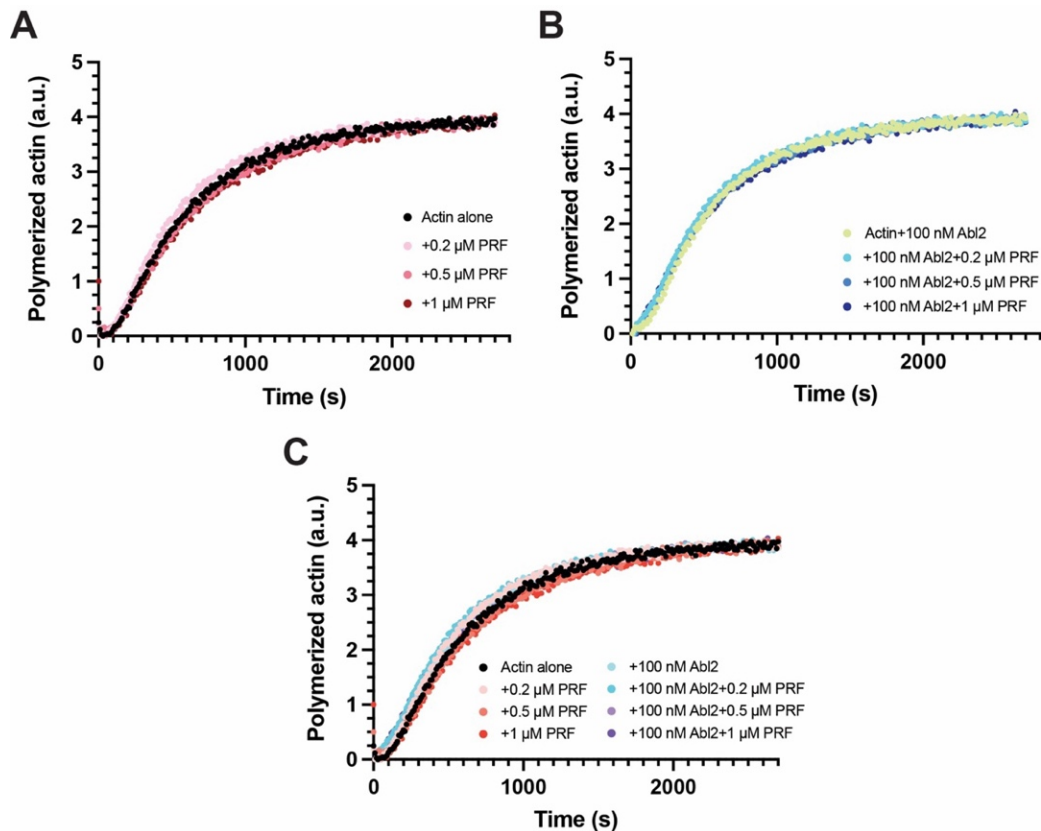 A
Polymerized actin (a.u.)
5
4
3
2
1
0
0
1000
2000
Time (s)
Actin alone
+0.2 µM PRF
+0.5 µM PRF
+1 µM PRF
B
Polymerized actin (a.u.)
5
4
3
2
1
0
0
1000
2000
Time (s)
Actin+100 nM Abl2
+100 nM Abl2+0.2 µM PRF
+100 nM Abl2+0.5 µM PRF
+100 nM Abl2+1 µM PRF
C
Polymerized actin (a.u.)
5
4
3
2
1
0
0
1000
2000
Time (s)
Actin alone
+0.2 µM PRF
+0.5 µM PRF
+1 µM PRF
+100 nM Abl2
+100 nM Abl2+0.2 µM PRF
+100 nM Abl2+0.5 µM PRF
+100 nM Abl2+1 µM PRF